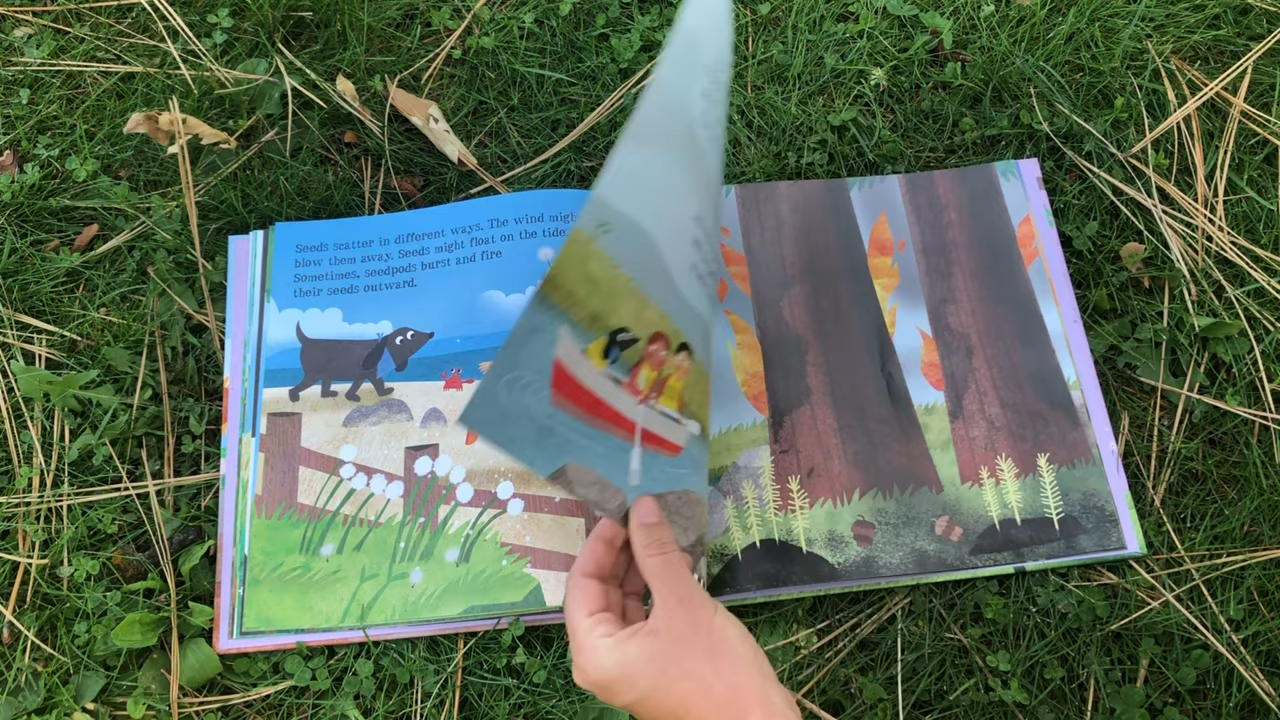 Seeds scatter in different ways. The wind migh
blow them away. Seeds might float on the tide.
Sometimes, seedpods burst and fire
their seeds outward.